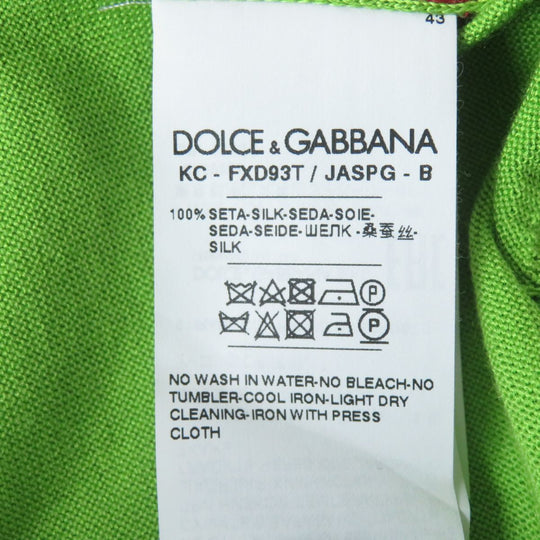 43
DOLCE & GABBANA
KC - FXD93T / JASPG - B
100% SETA-SILK-SEDA-SOIE-
SEDA-SEIDE-ШЕЛК-桑蚕丝-
SILK
P
P
NO WASH IN WATER-NO BLEACH-NO
TUMBLER-COOL IRON-LIGHT DRY
CLEANING-IRON WITH PRESS
CLOTH